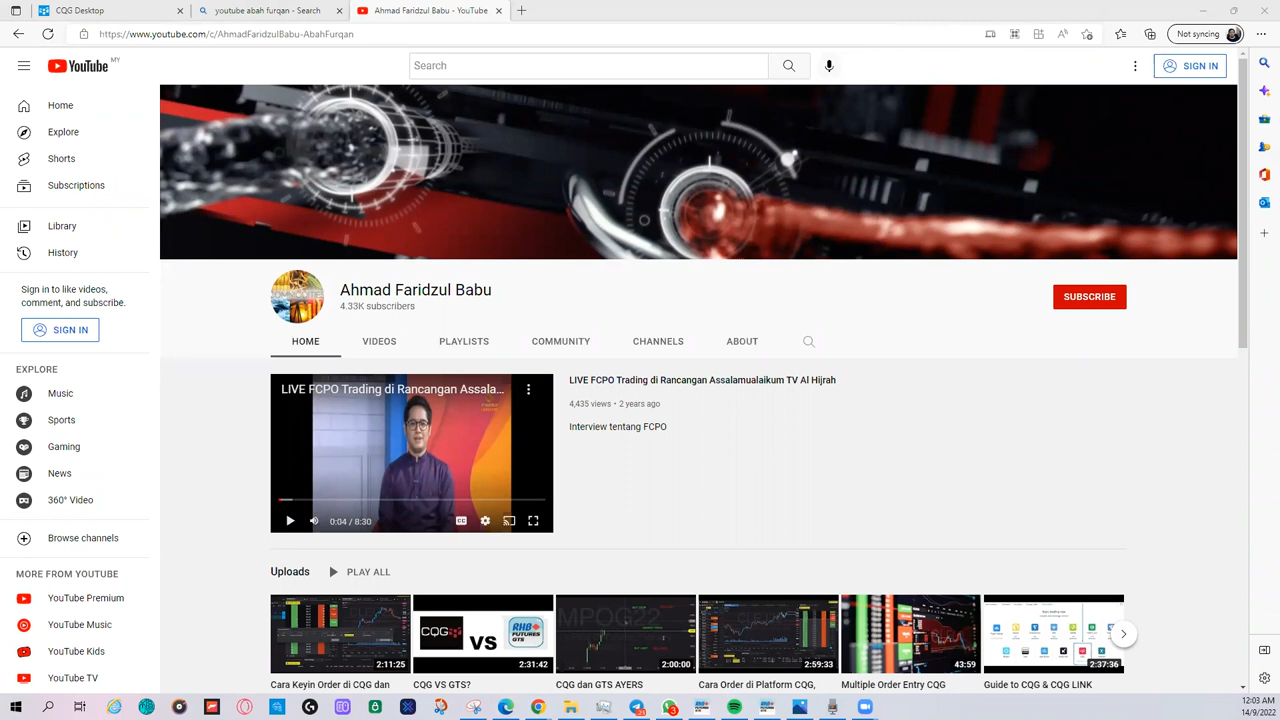 CQG Desktop
youtube abah furqan - Search
Ahmad Faridzul Babu - YouTube
https://www.youtube.com/c/AhmadFaridzulBabu-AbahFurqan
Not syncing
YouTube MY
Search
SIGN IN
Home
Explore
Shorts
Subscriptions
Library
History
Sign in to like videos, comment, and subscribe.
SIGN IN
EXPLORE
Music
Sports
Gaming
News
360° Video
Browse channels
MORE FROM YOUTUBE
YouTube Premium
YouTube Music
YouTube Kids
YouTube TV
Ahmad Faridzul Babu
4.33K subscribers
SUBSCRIBE
HOME VIDEOS PLAYLISTS COMMUNITY CHANNELS ABOUT
LIVE FCPO Trading di Rancangan Assala...
0:04 / 8:30
LIVE FCPO Trading di Rancangan Assalamualaikum TV Al Hijrah
4,435 views • 2 years ago
Interview tentang FCPO
Uploads PLAY ALL
2:11:25
CQG VS RHB FUTURES GTS
2:31:42
2:59:33
43:59
2:37:36
Cara Keyin Order di CQG dan
CQG VS GTS?
CQG dan GTS AYERS
Cara Order di Platform CQG,
Multiple Order Entry CQG
Guide to CQG & CQG LINK
12:03 AM
14/9/2022